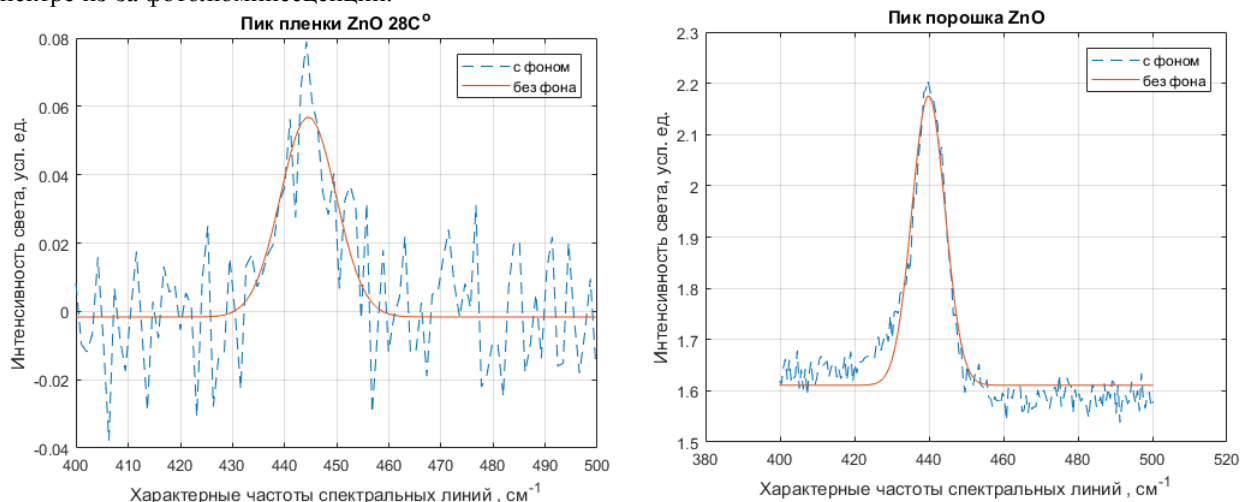 спектре из-за фотолюминесценции.
Пик пленки ZnO 28C°
0.08
0.06
0.04
0.02
0
-0.02
-0.04
400 410 420 430 440 450 460 470 480 490 500
Интенсивность света, усл. ед.
Характерные частоты спектральных линий , см-1
с фоном
без фона
Пик порошка ZnO
2.3
2.2
2.1
2
1.9
1.8
1.7
1.6
1.5
380 400 420 440 460 480 500 520
Интенсивность света, усл. ед.
Характерные частоты спектральных линий , см-1
с фоном
без фона